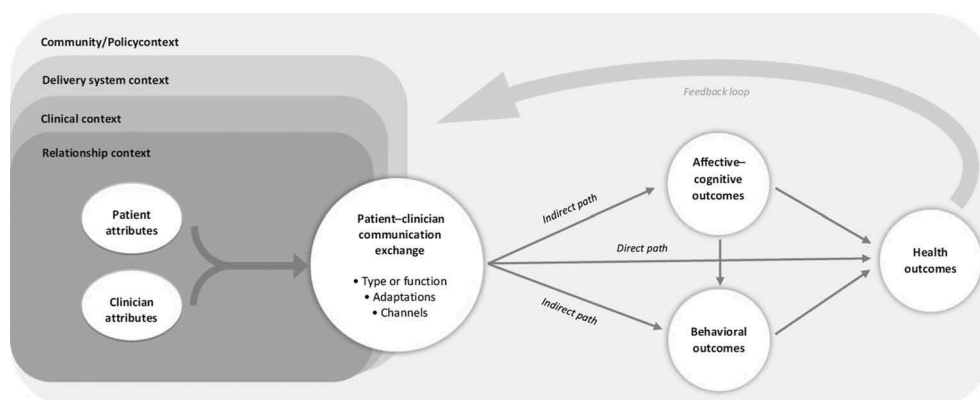 Community/Policycontext
Delivery system context
Clinical context
Relationship context
Patient
attributes
Clinician
attributes
Patient–clinician
communication
exchange
• Type or function
• Adaptations
• Channels
Feedback loop
Indirect path
Direct path
Indirect path
Affective–
cognitive
outcomes
Behavioral
outcomes
Health
outcomes